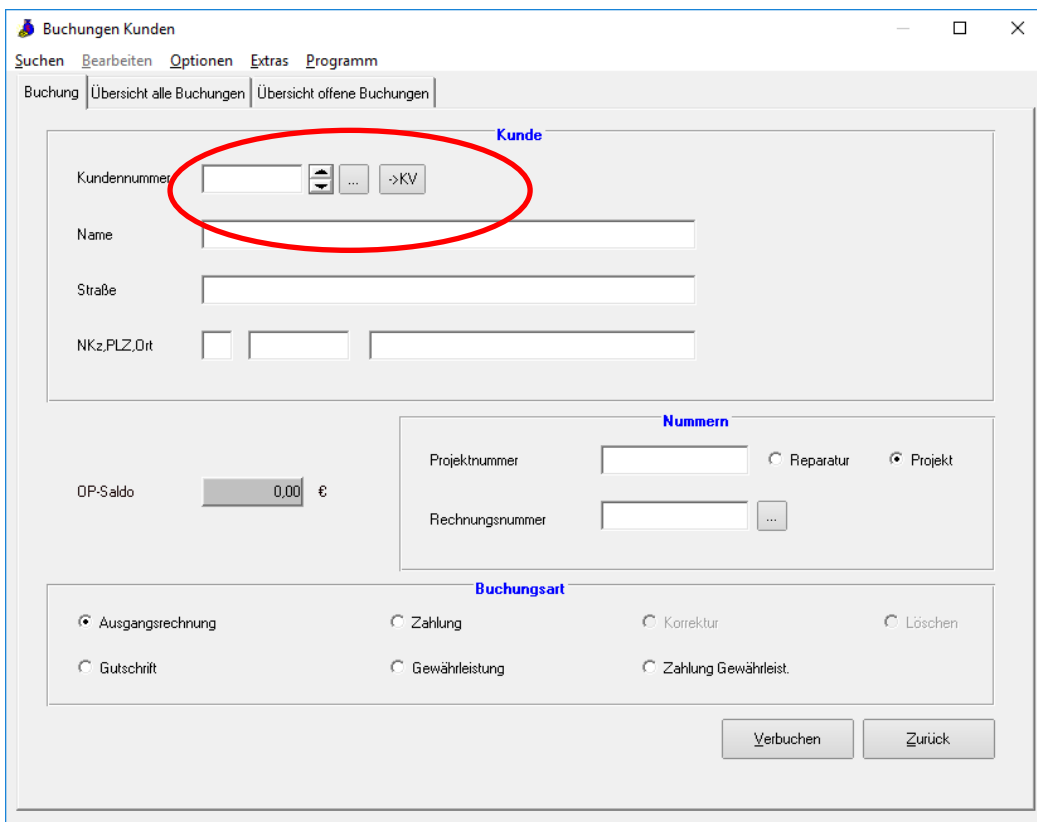 Buchungen Kunden
Suchen Bearbeiten Optionen Extras Programm
Buchung Übersicht alle Buchungen Übersicht offene Buchungen
Kunde
Kundennummer ... ->KV
Name
Straße
NKz,PLZ,Ort
Nummern
Projektnummer Reparatur Projekt
OP-Saldo 0,00 €
Rechnungsnummer ...
Buchungsart
Ausgangsrechnung Zahlung Korrektur Löschen
Gutschrift Gewährleistung Zahlung Gewährleist.
Verbuchen Zurück